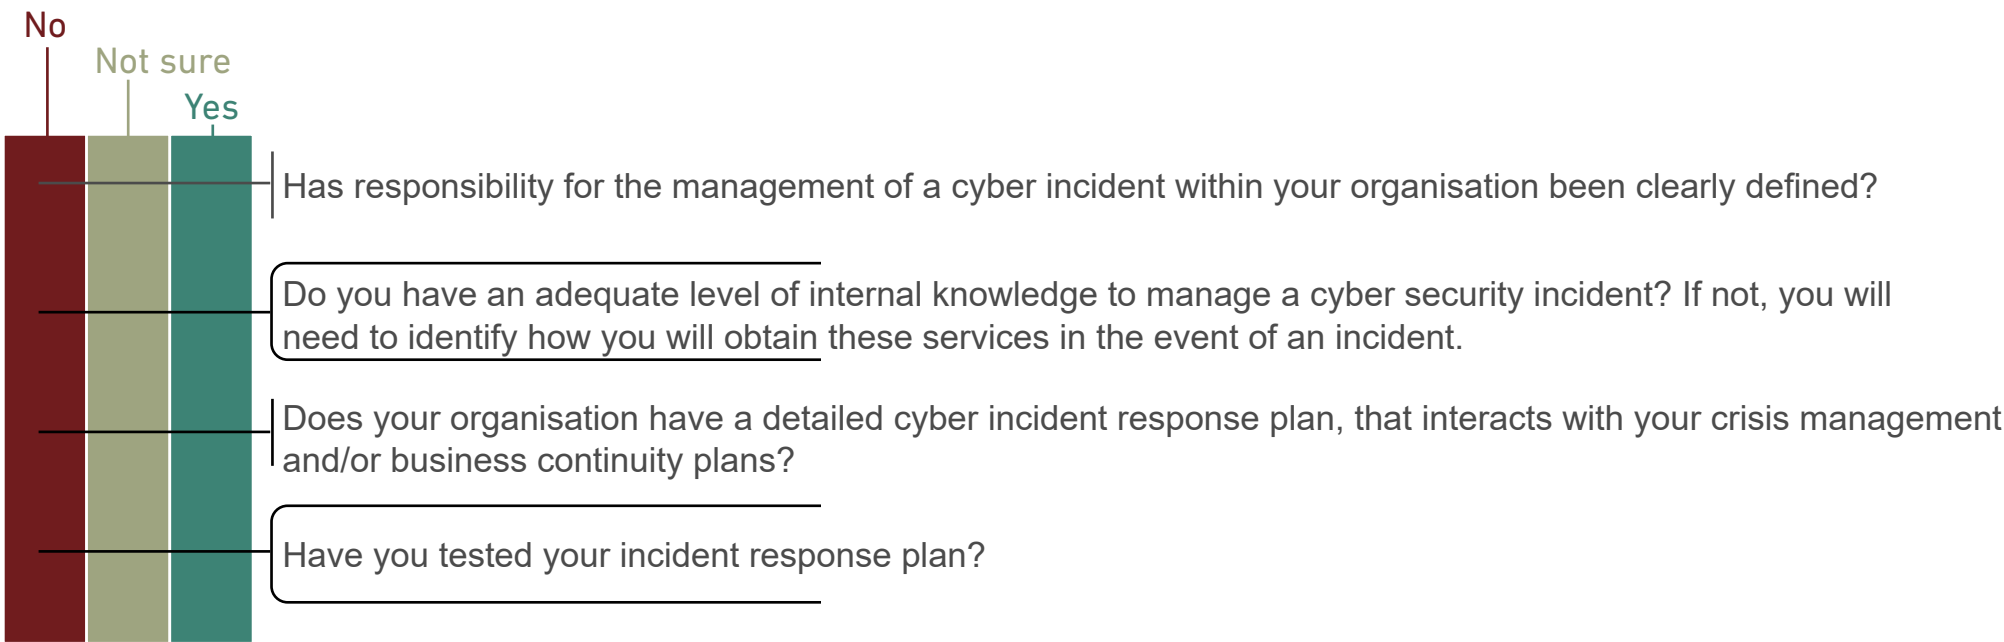 No
Not sure
Yes
Has responsibility for the management of a cyber incident within your organisation been clearly defined?
Do you have an adequate level of internal knowledge to manage a cyber security incident? If not, you will
need to identify how you will obtain these services in the event of an incident.
Does your organisation have a detailed cyber incident response plan, that interacts with your crisis management
and/or business continuity plans?
Have you tested your incident response plan?